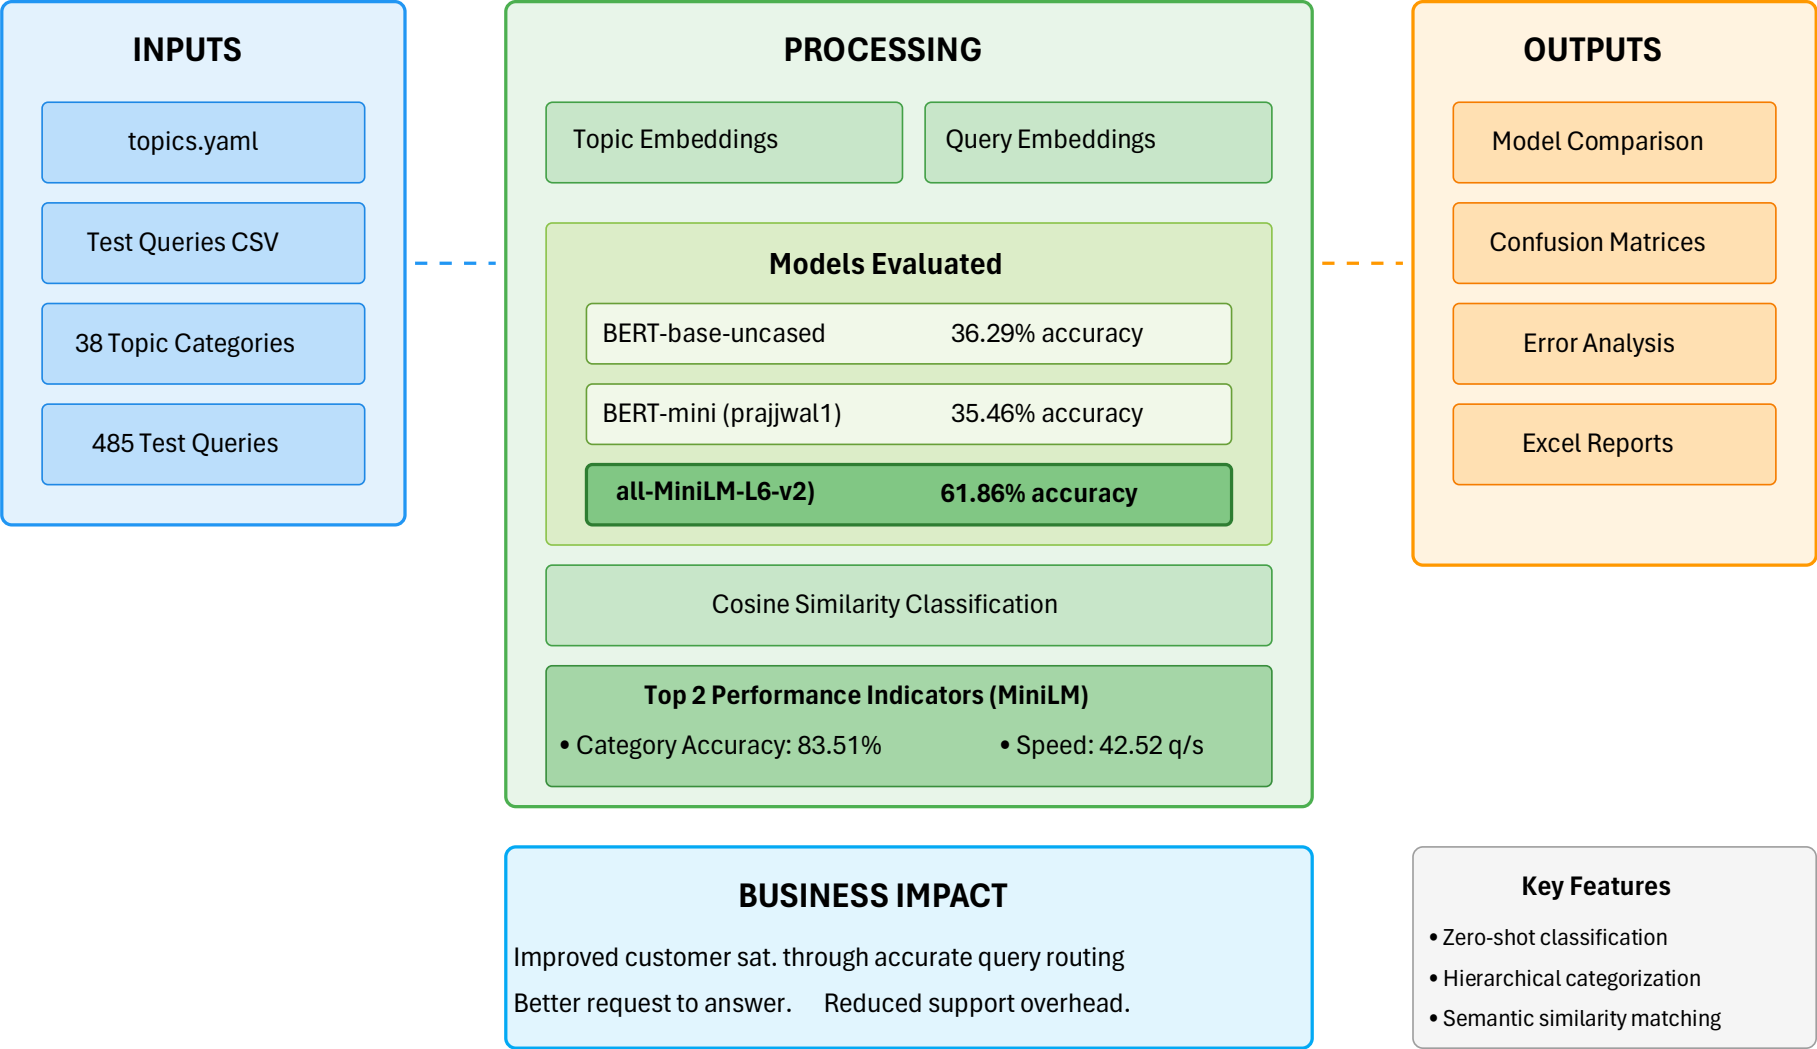 INPUTS
topics.yaml
Test Queries CSV
38 Topic Categories
485 Test Queries
PROCESSING
Topic Embeddings
Query Embeddings
Models Evaluated
BERT-base-uncased 36.29% accuracy
BERT-mini (prajjwal1) 35.46% accuracy
all-MiniLM-L6-v2) 61.86% accuracy
Cosine Similarity Classification
Top 2 Performance Indicators (MiniLM)
• Category Accuracy: 83.51% • Speed: 42.52 q/s
OUTPUTS
Model Comparison
Confusion Matrices
Error Analysis
Excel Reports
BUSINESS IMPACT
Improved customer sat. through accurate query routing
Better request to answer. Reduced support overhead.
Key Features
• Zero-shot classification
• Hierarchical categorization
• Semantic similarity matching